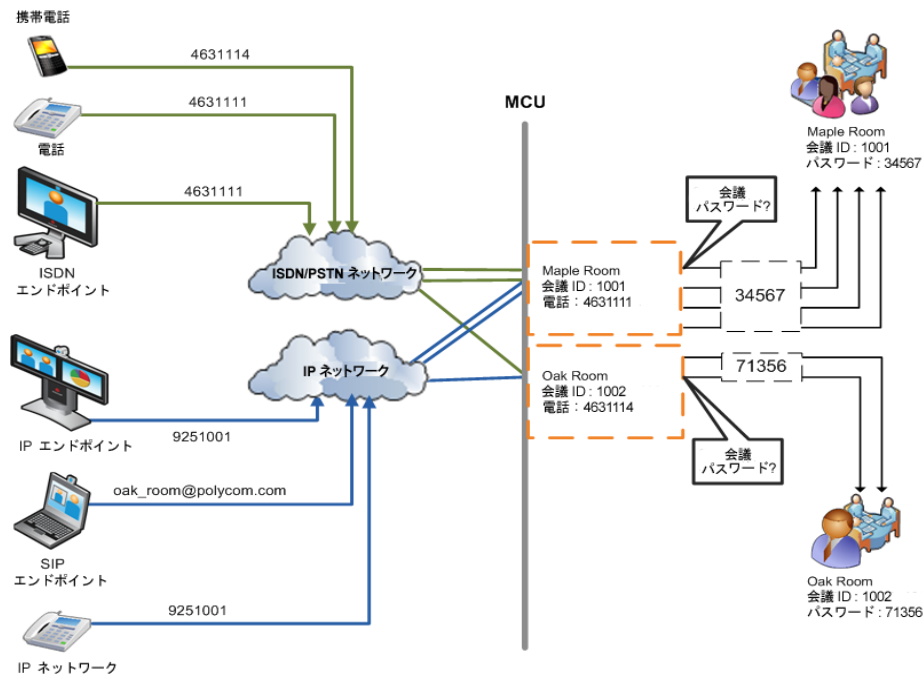 携帯電話
4631114
4631111
電話
4631111
ISDN
エンドポイント
ISDN/PSTN ネットワーク
IP ネットワーク
IP エンドポイント
9251001
oak_room@polycom.com
SIP
エンドポイント
9251001
IP ネットワーク
MCU
Maple Room
会議 ID : 1001
電話 : 4631111
Oak Room
会議 ID : 1002
電話 : 4631114
会議
パスワード?
34567
71356
会議
パスワード?
Maple Room
会議 ID : 1001
パスワード : 34567
Oak Room
会議 ID : 1002
パスワード : 71356